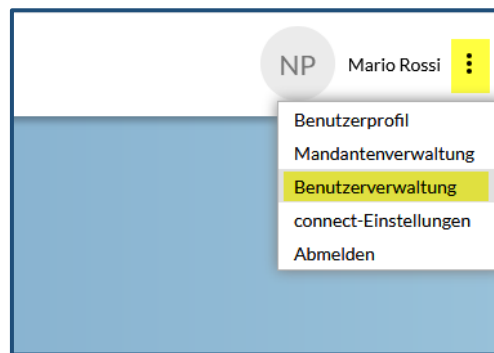 NP Mario Rossi
Benutzerprofil
Mandantenverwaltung
Benutzerverwaltung
connect-Einstellungen
Abmelden